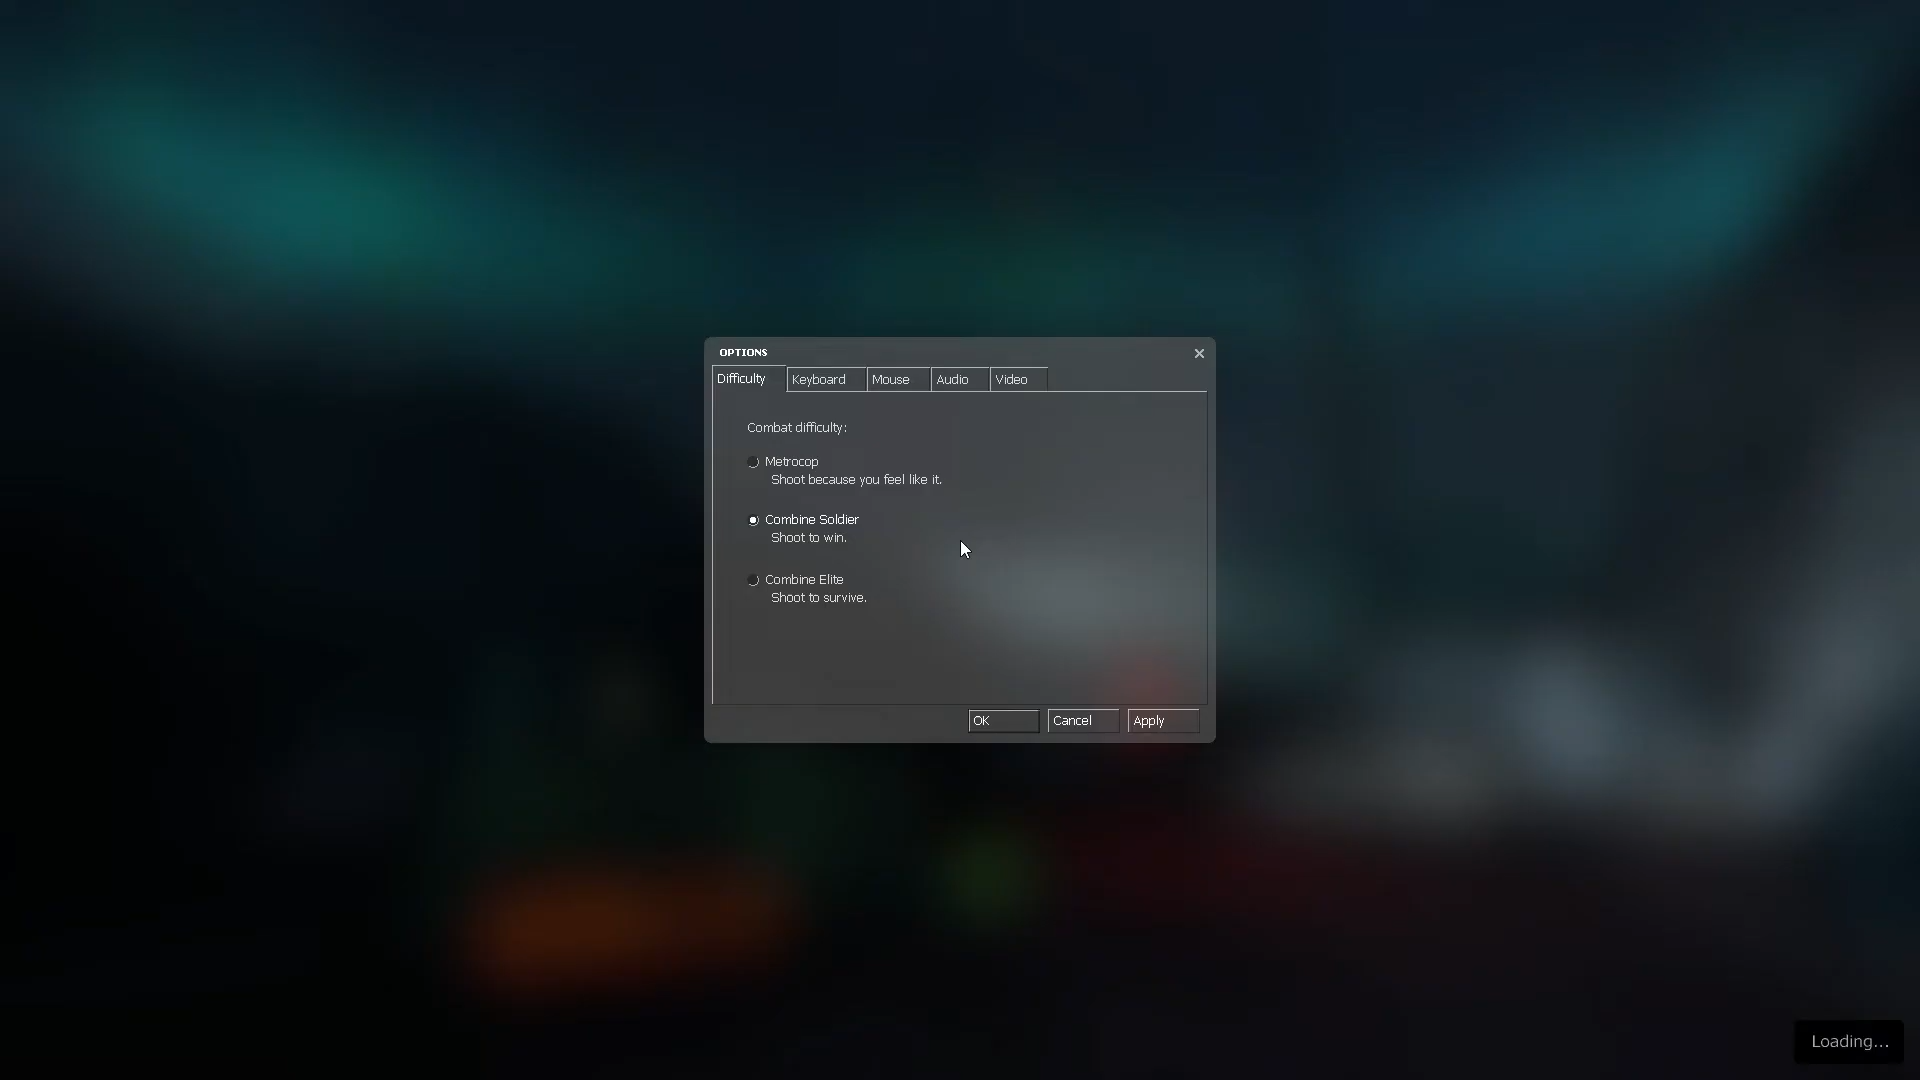 OPTIONS
Difficulty Keyboard Mouse Audio Video
Combat difficulty:
Metrocop
Shoot because you feel like it.
Combine Soldier
Shoot to win.
Combine Elite
Shoot to survive.
OK Cancel Apply
Loading...